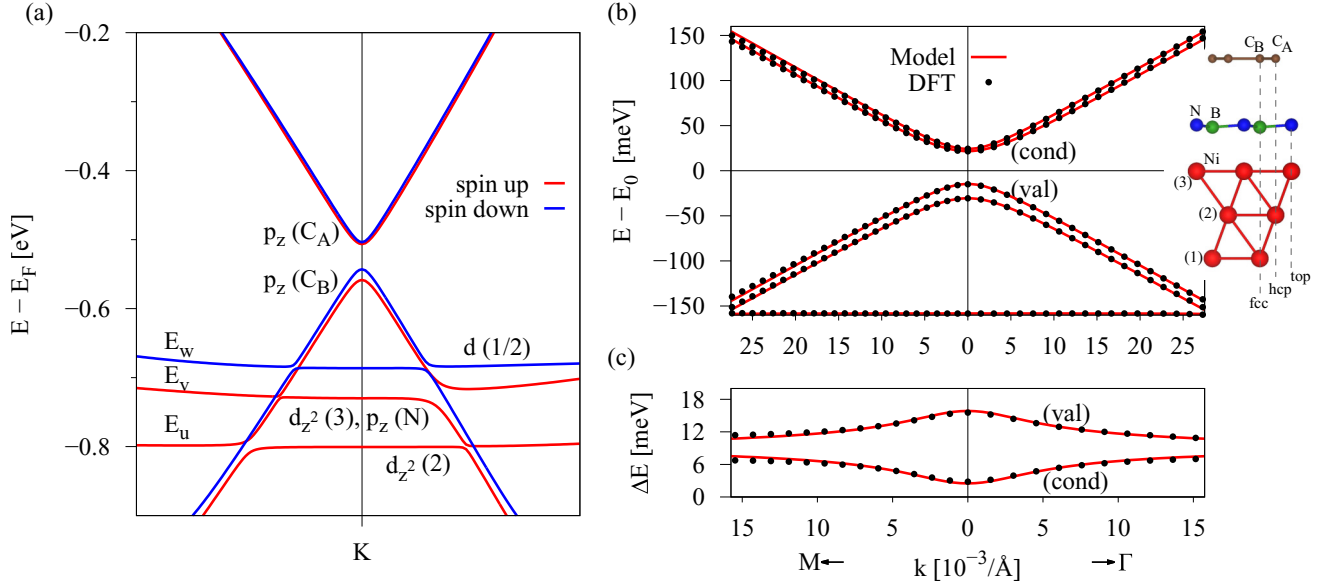 (a)
−0.2
−0.4
−0.6
−0.8
E − E_F [eV]
spin up
spin down
p_z (C_A)
p_z (C_B)
E_w
E_v
E_u
d (1/2)
d_z² (3), p_z (N)
d_z² (2)
K
(b)
150
100
50
0
−50
−100
−150
E − E_0 [meV]
Model
DFT
(cond)
(val)
25 20 15 10 5 0 5 10 15 20 25
C_B C_A
N B
Ni
(3)
(2)
(1)
fcc
hcp
top
(c)
18
12
6
0
ΔE [meV]
(val)
(cond)
15 10 5 0 5 10 15
M← k [10⁻³/Å] →Γ